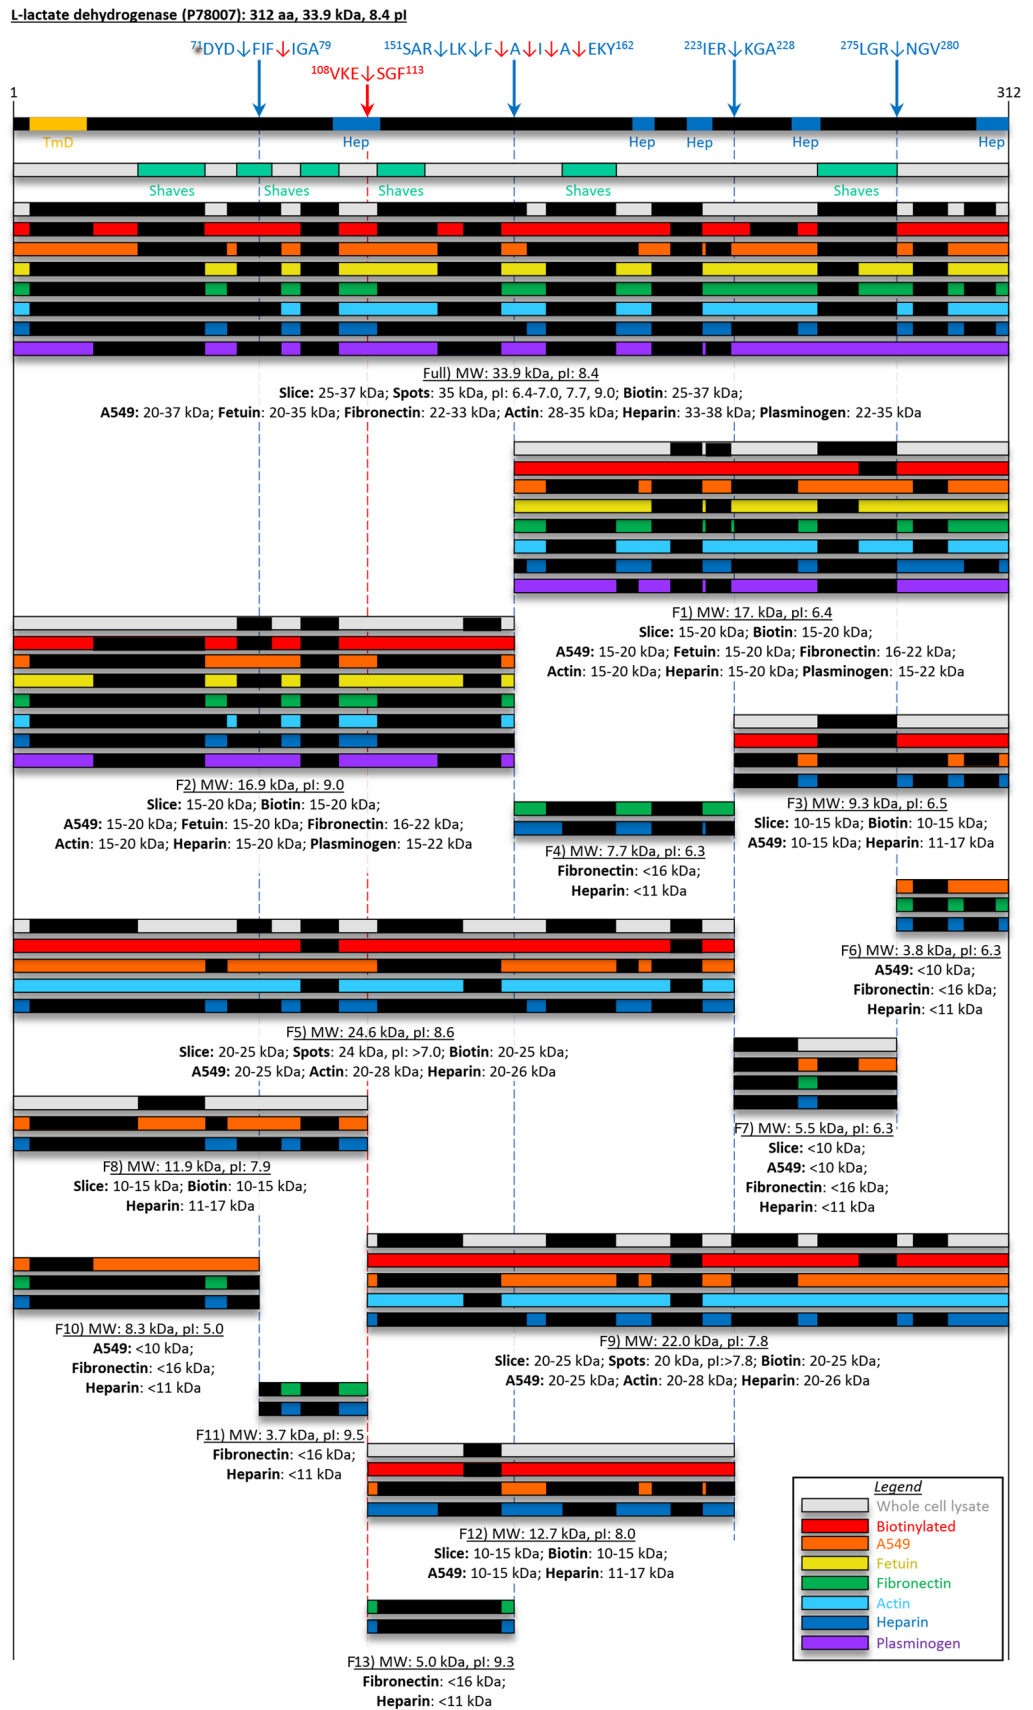 L-lactate dehydrogenase (P78007): 312 aa, 33.9 kDa, 8.4 pI
71DYD↓FIF↓IGA79 151SAR↓LK↓F↓A↓I↓A↓EKY162 223IER↓KGA228 275LGR↓NGV280
108VKE↓SGF113
1 312
TmD Hep Hep Hep Hep Hep
Shaves Shaves Shaves Shaves Shaves
Full) MW: 33.9 kDa, pI: 8.4
Slice: 25-37 kDa; Spots: 35 kDa, pI: 6.4-7.0, 7.7, 9.0; Biotin: 25-37 kDa;
A549: 20-37 kDa; Fetuin: 20-35 kDa; Fibronectin: 22-33 kDa; Actin: 28-35 kDa; Heparin: 33-38 kDa; Plasminogen: 22-35 kDa
F1) MW: 17. kDa, pI: 6.4
Slice: 15-20 kDa; Biotin: 15-20 kDa;
A549: 15-20 kDa; Fetuin: 15-20 kDa; Fibronectin: 16-22 kDa;
Actin: 15-20 kDa; Heparin: 15-20 kDa; Plasminogen: 15-22 kDa
F2) MW: 16.9 kDa, pI: 9.0
Slice: 15-20 kDa; Biotin: 15-20 kDa;
A549: 15-20 kDa; Fetuin: 15-20 kDa; Fibronectin: 16-22 kDa;
Actin: 15-20 kDa; Heparin: 15-20 kDa; Plasminogen: 15-22 kDa
F3) MW: 9.3 kDa, pI: 6.5
Slice: 10-15 kDa; Biotin: 10-15 kDa;
A549: 10-15 kDa; Heparin: 11-17 kDa
F4) MW: 7.7 kDa, pI: 6.3
Fibronectin: <16 kDa;
Heparin: <11 kDa
F6) MW: 3.8 kDa, pI: 6.3
A549: <10 kDa;
Fibronectin: <16 kDa;
Heparin: <11 kDa
F5) MW: 24.6 kDa, pI: 8.6
Slice: 20-25 kDa; Spots: 24 kDa, pI: >7.0; Biotin: 20-25 kDa;
A549: 20-25 kDa; Actin: 20-28 kDa; Heparin: 20-26 kDa
F7) MW: 5.5 kDa, pI: 6.3
Slice: <10 kDa;
A549: <10 kDa;
Fibronectin: <16 kDa;
Heparin: <11 kDa
F8) MW: 11.9 kDa, pI: 7.9
Slice: 10-15 kDa; Biotin: 10-15 kDa;
Heparin: 11-17 kDa
F10) MW: 8.3 kDa, pI: 5.0
A549: <10 kDa;
Fibronectin: <16 kDa;
Heparin: <11 kDa
F9) MW: 22.0 kDa, pI: 7.8
Slice: 20-25 kDa; Spots: 20 kDa, pI:>7.8; Biotin: 20-25 kDa;
A549: 20-25 kDa; Actin: 20-28 kDa; Heparin: 20-26 kDa
F11) MW: 3.7 kDa, pI: 9.5
Fibronectin: <16 kDa;
Heparin: <11 kDa
F12) MW: 12.7 kDa, pI: 8.0
Slice: 10-15 kDa; Biotin: 10-15 kDa;
A549: 10-15 kDa; Heparin: 11-17 kDa
F13) MW: 5.0 kDa, pI: 9.3
Fibronectin: <16 kDa;
Heparin: <11 kDa
Legend
Whole cell lysate
Biotinylated
A549
Fetuin
Fibronectin
Actin
Heparin
Plasminogen